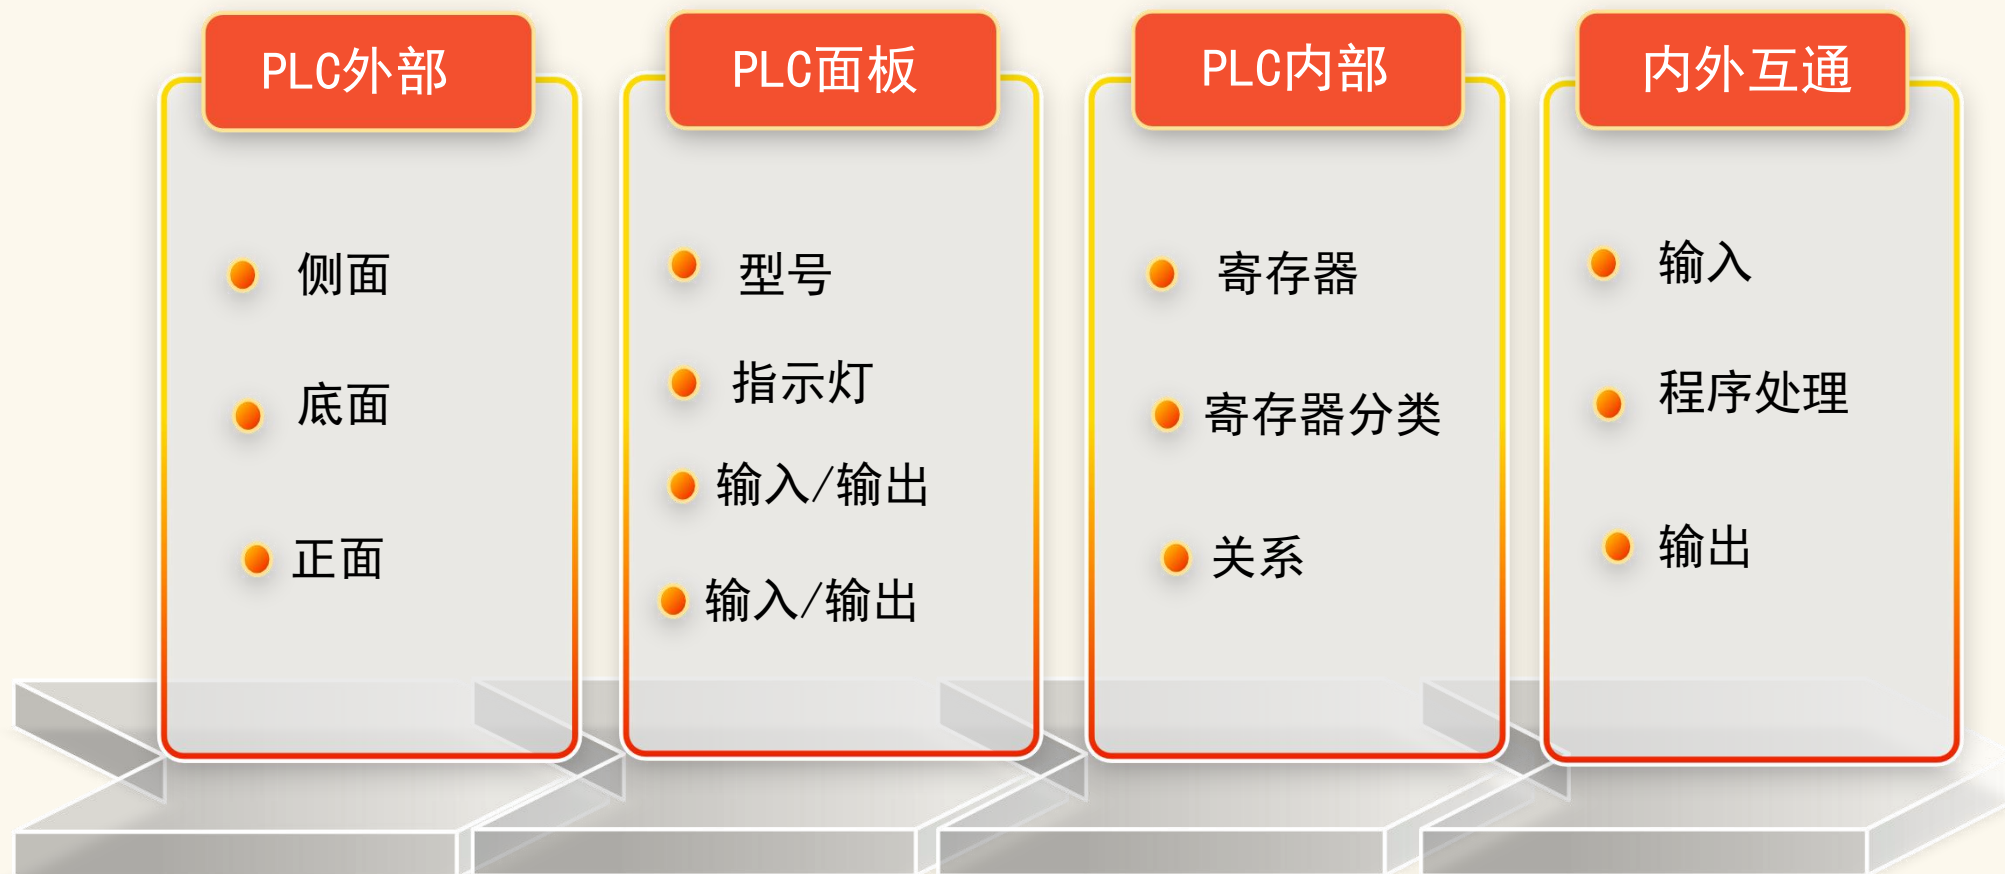 PLC外部
侧面
底面
正面
PLC面板
型号
指示灯
输入/输出
输入/输出
PLC内部
寄存器
寄存器分类
关系
内外互通
输入
程序处理
输出